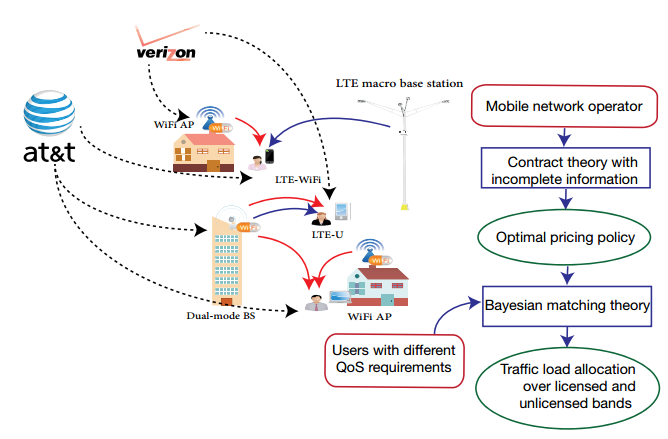 verizon
at&t
WiFi AP
WiFi
LTE macro base station
LTE-WiFi
WiFi
LTE-U
Dual-mode BS
WiFi
WiFi AP
Mobile network operator
Contract theory with
incomplete information
Optimal pricing policy
Bayesian matching theory
Users with different
QoS requirements
Traffic load allocation
over licensed and
unlicensed bands